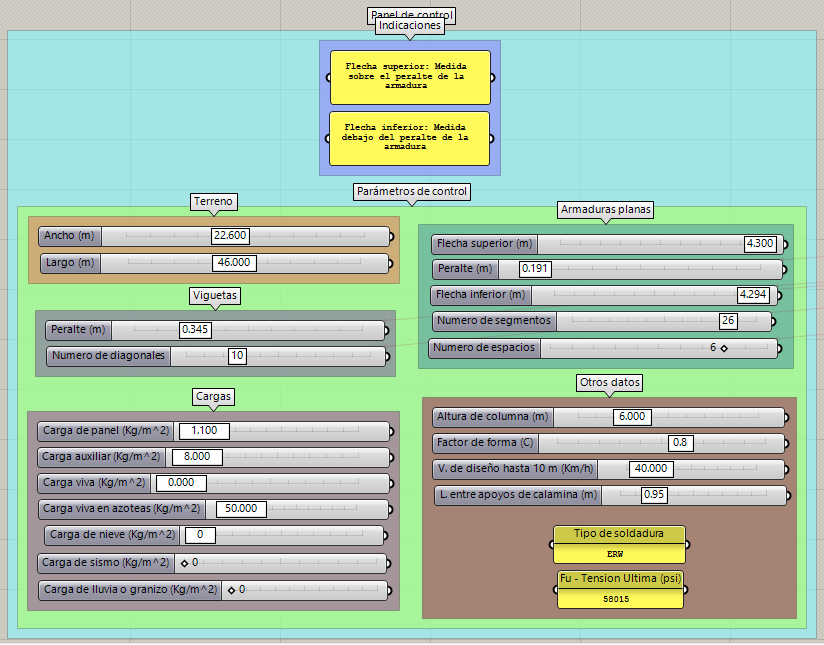 Panel de control
Indicaciones
Flecha superior: Medida
sobre el peralte de la
armadura
Flecha inferior: Medida
debajo del peralte de la
armadura
Parámetros de control
Terreno
Ancho (m) 22.600
Largo (m) 46.000
Viguetas
Peralte (m) 0.345
Numero de diagonales 10
Cargas
Carga de panel (Kg/m^2) 1.100
Carga auxiliar (Kg/m^2) 8.000
Carga viva (Kg/m^2) 0.000
Carga viva en azoteas (Kg/m^2) 50.000
Carga de nieve (Kg/m^2) 0
Carga de sismo (Kg/m^2) 0
Carga de lluvia o granizo (Kg/m^2) 0
Armaduras planas
Flecha superior (m) 4.300
Peralte (m) 0.191
Flecha inferior (m) 4.294
Numero de segmentos 26
Numero de espacios 6
Otros datos
Altura de columna (m) 6.000
Factor de forma (C) 0.8
V. de diseño hasta 10 m (Km/h) 40.000
L. entre apoyos de calamina (m) 0.95
Tipo de soldadura
ERW
Fu - Tension Ultima (psi)
58015